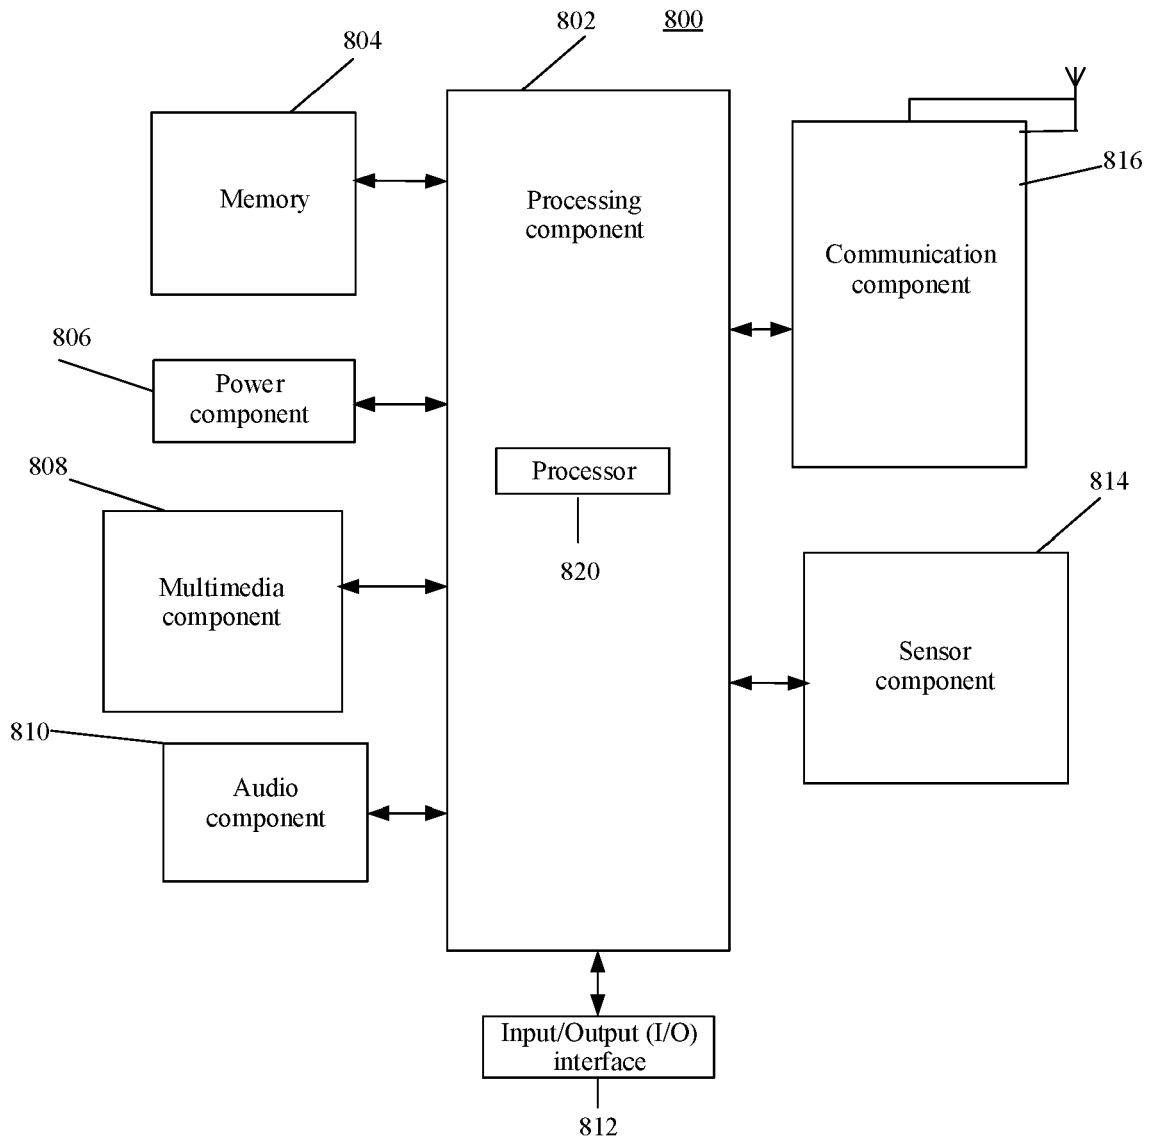 802
800
804
816
Memory
Processing
component
Communication
component
806
Power
component
808
Processor
814
820
Multimedia
component
Sensor
component
810
Audio
component
Input/Output (I/O)
interface
812